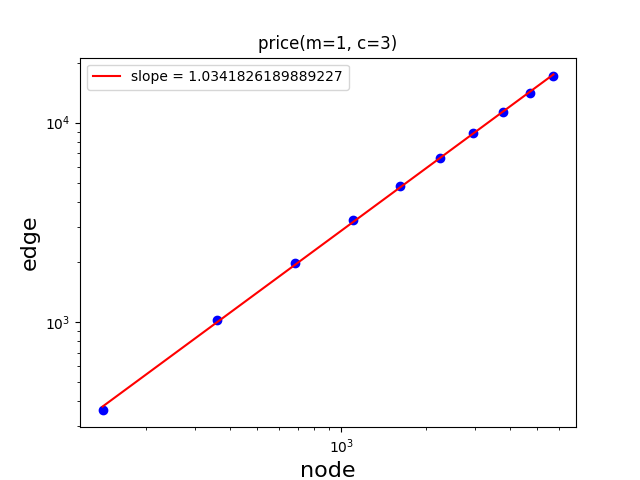 price(m=1, c=3)
slope = 1.0341826189889227
10^4
10^3
edge
10^3
node